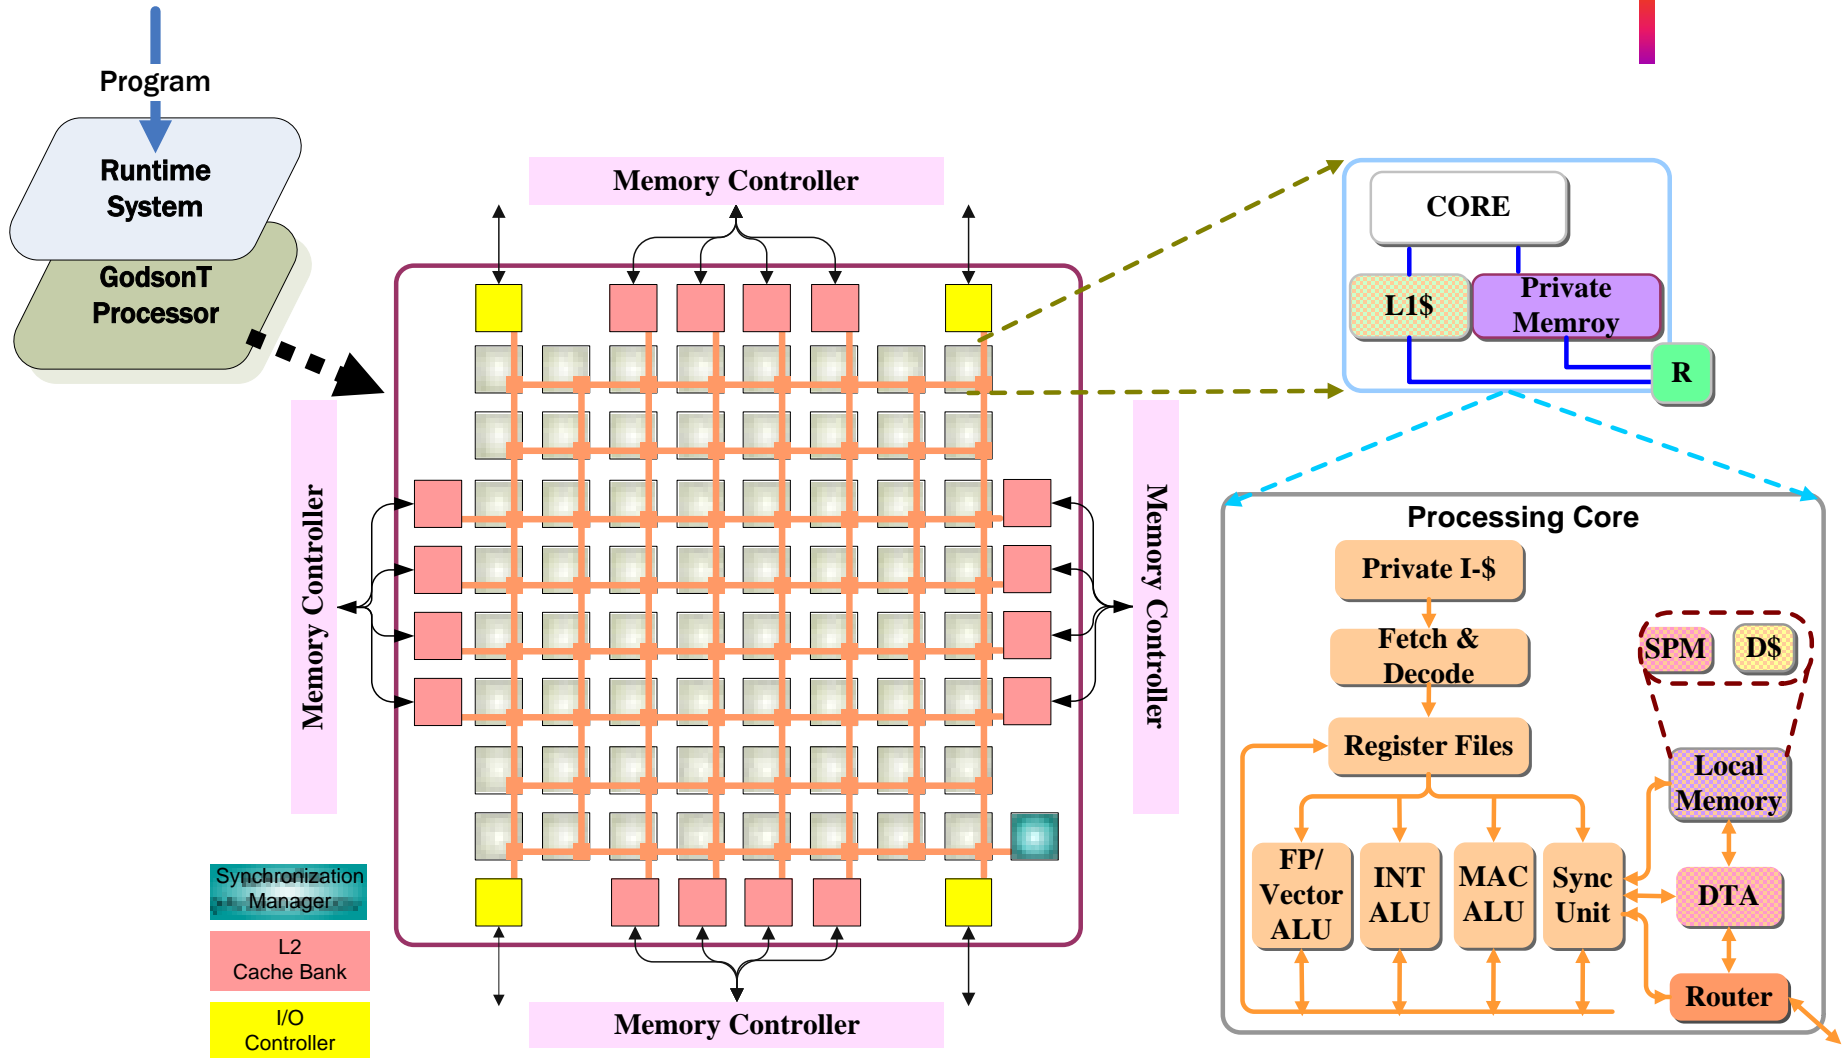 Program
Runtime
System
GodsonT
Processor
Memory Controller
Memory Controller
Memory Controller
Memory Controller
Synchronization
Manager
L2
Cache Bank
I/O
Controller
CORE
L1$
Private
Memroy
R
Processing Core
Private I-$
Fetch &
Decode
Register Files
FP/
Vector
ALU
INT
ALU
MAC
ALU
Sync
Unit
SPM
D$
Local
Memory
DTA
Router